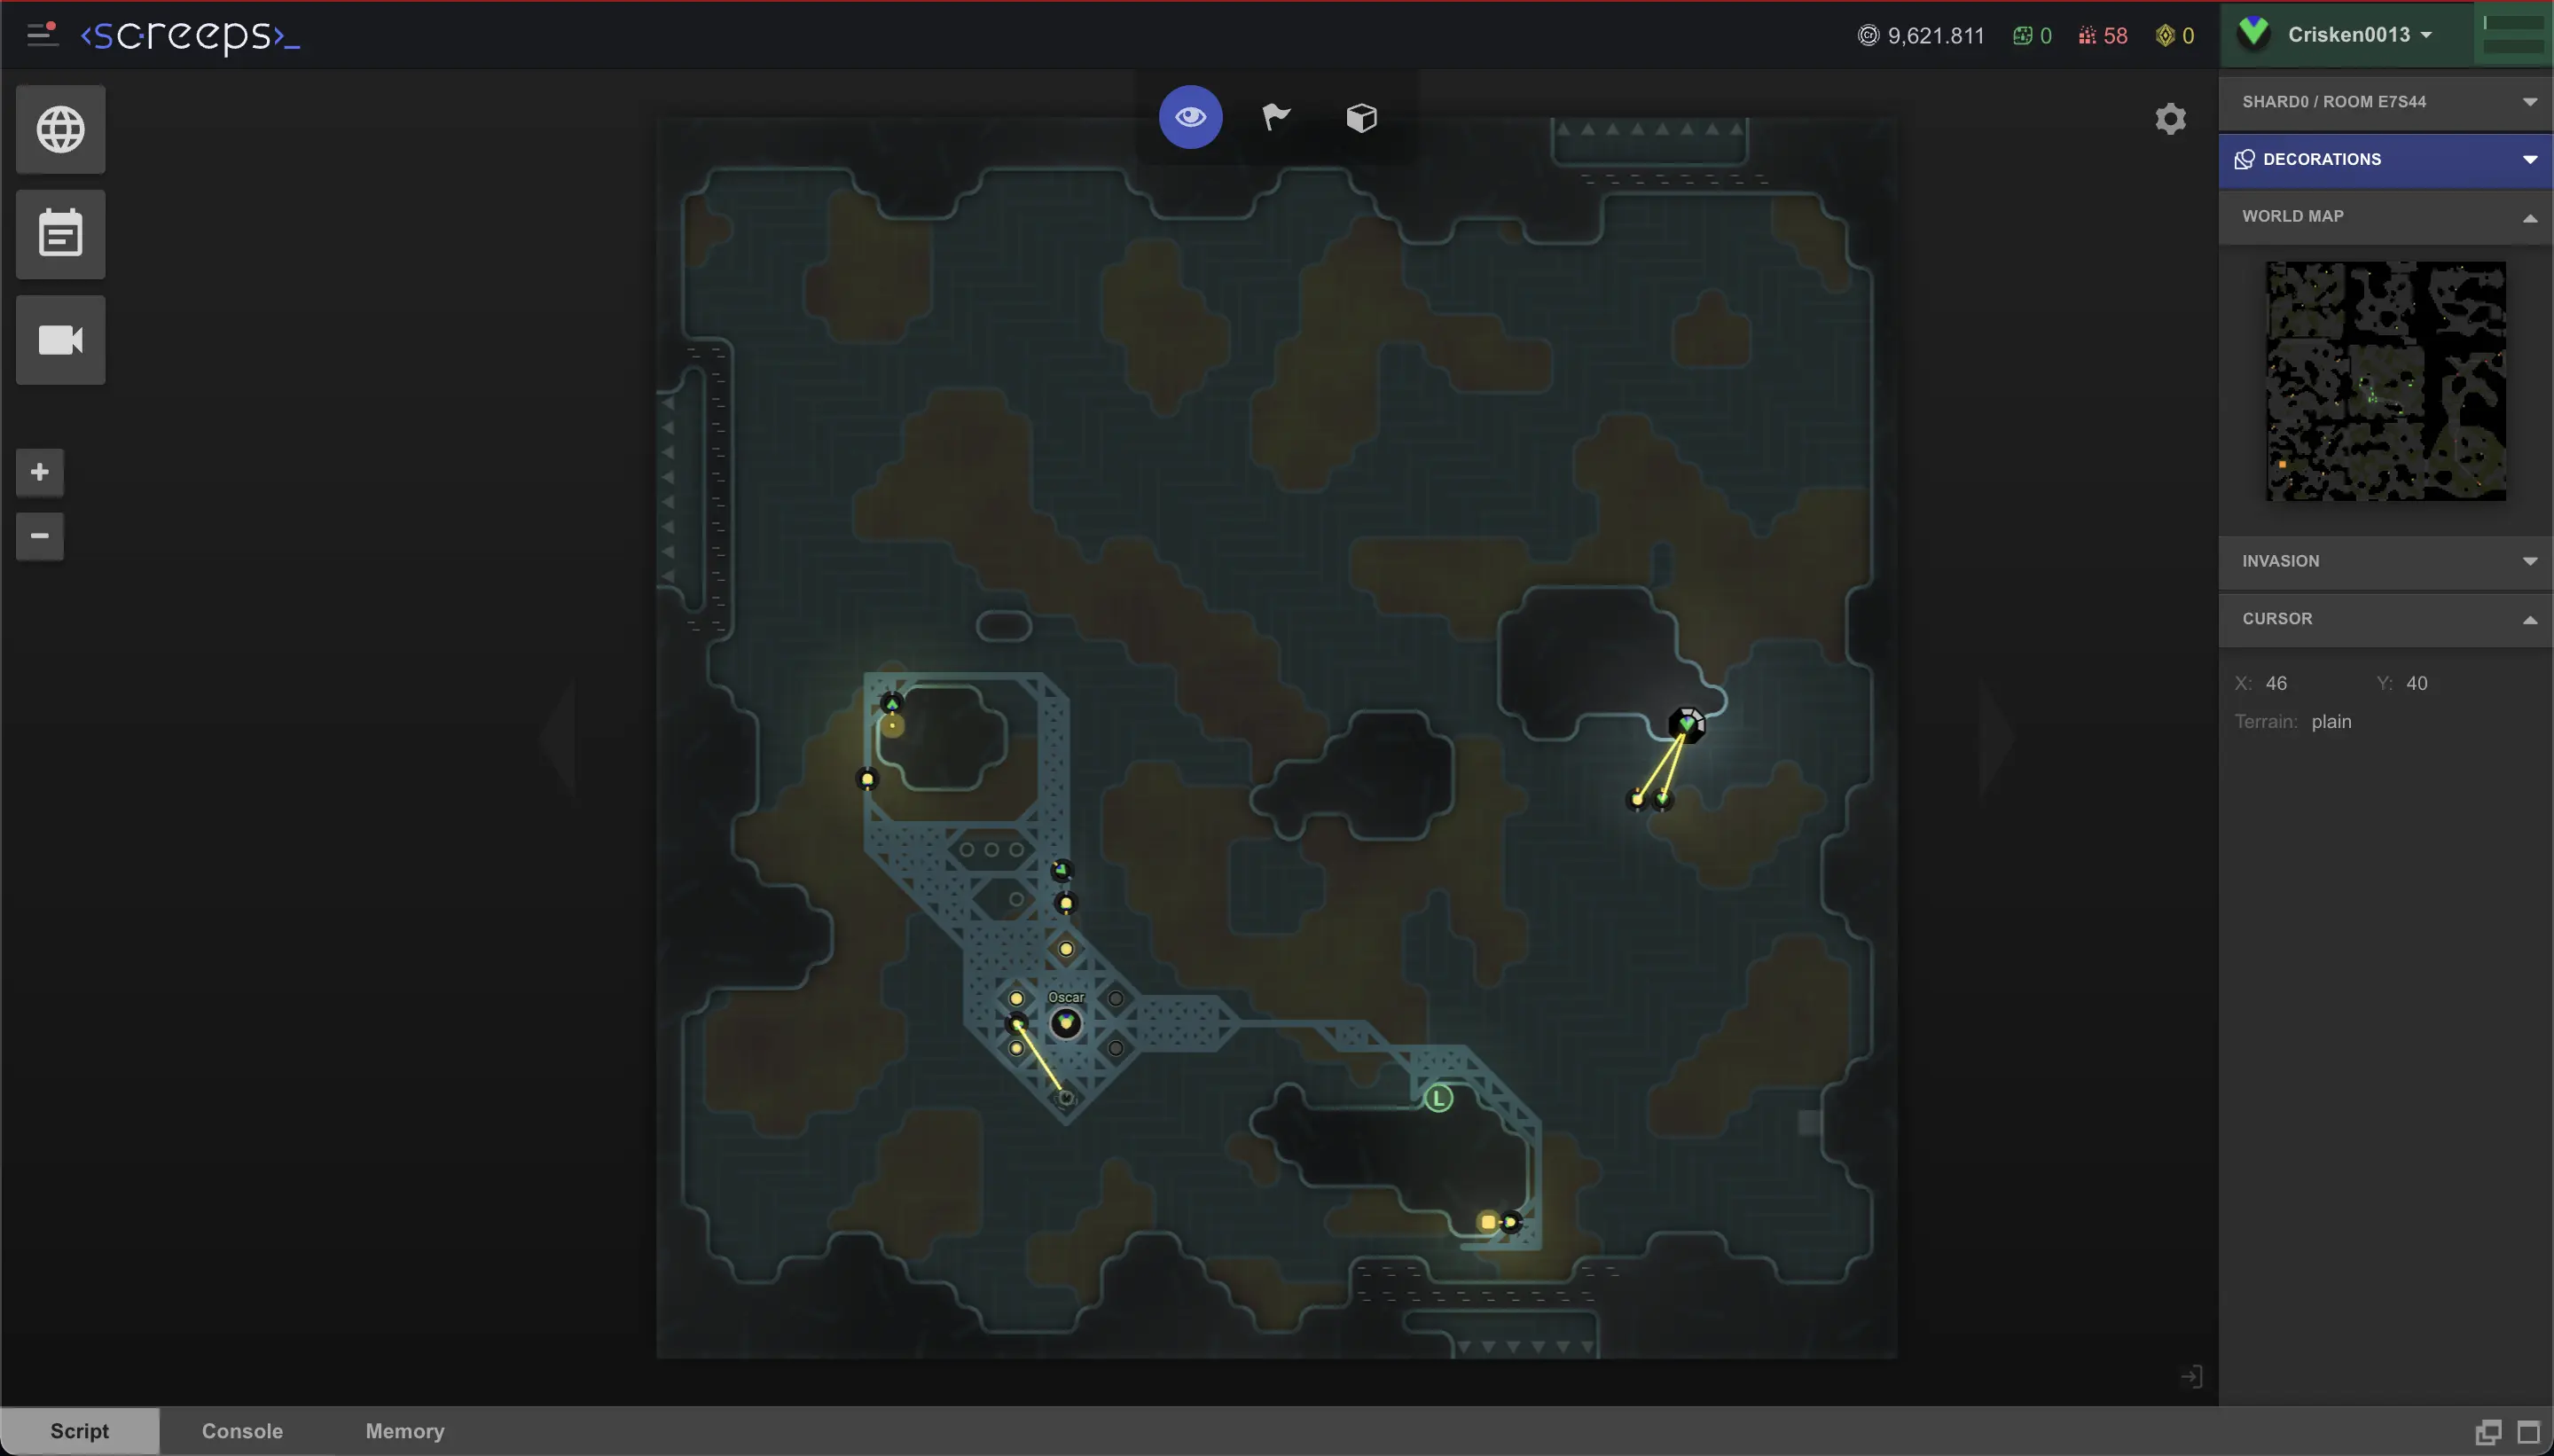 <screeps>_
9,621.811
0
58
0
Crisken0013
SHARD0 / ROOM E7S44
DECORATIONS
WORLD MAP
INVASION
CURSOR
X: 46 Y: 40
Terrain: plain
Oscar
L
Script
Console
Memory